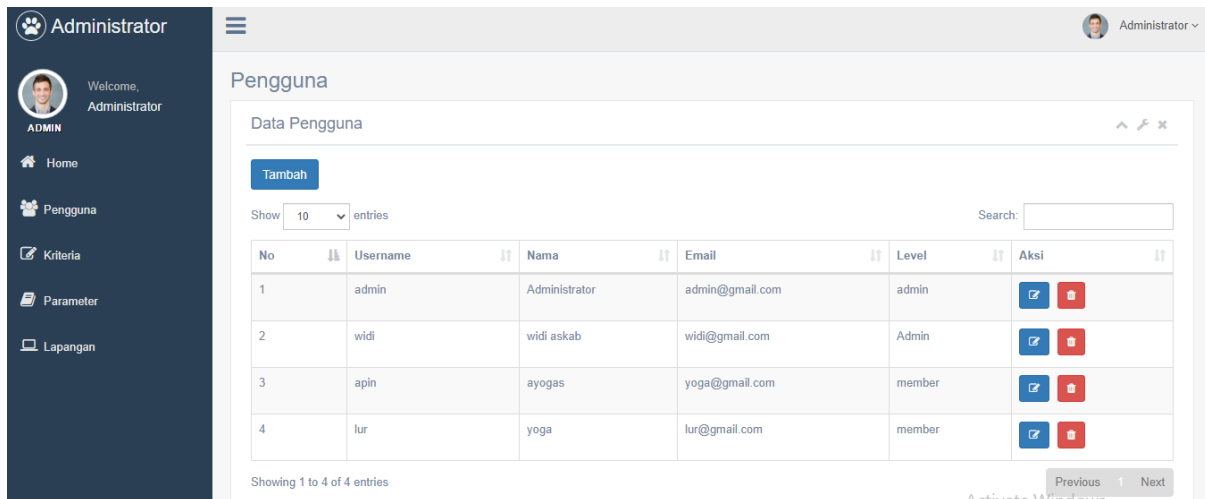 Administrator
Administrator
Welcome,
Administrator
ADMIN
Home
Pengguna
Kriteria
Parameter
Lapangan
Pengguna
Data Pengguna
Tambah
Show 10 entries
Search:
No Username Nama Email Level Aksi
1 admin Administrator admin@gmail.com admin
2 widi widi askab widi@gmail.com Admin
3 apin ayogas yoga@gmail.com member
4 lur yoga lur@gmail.com member
Showing 1 to 4 of 4 entries
Previous 1 Next
Activate Windows